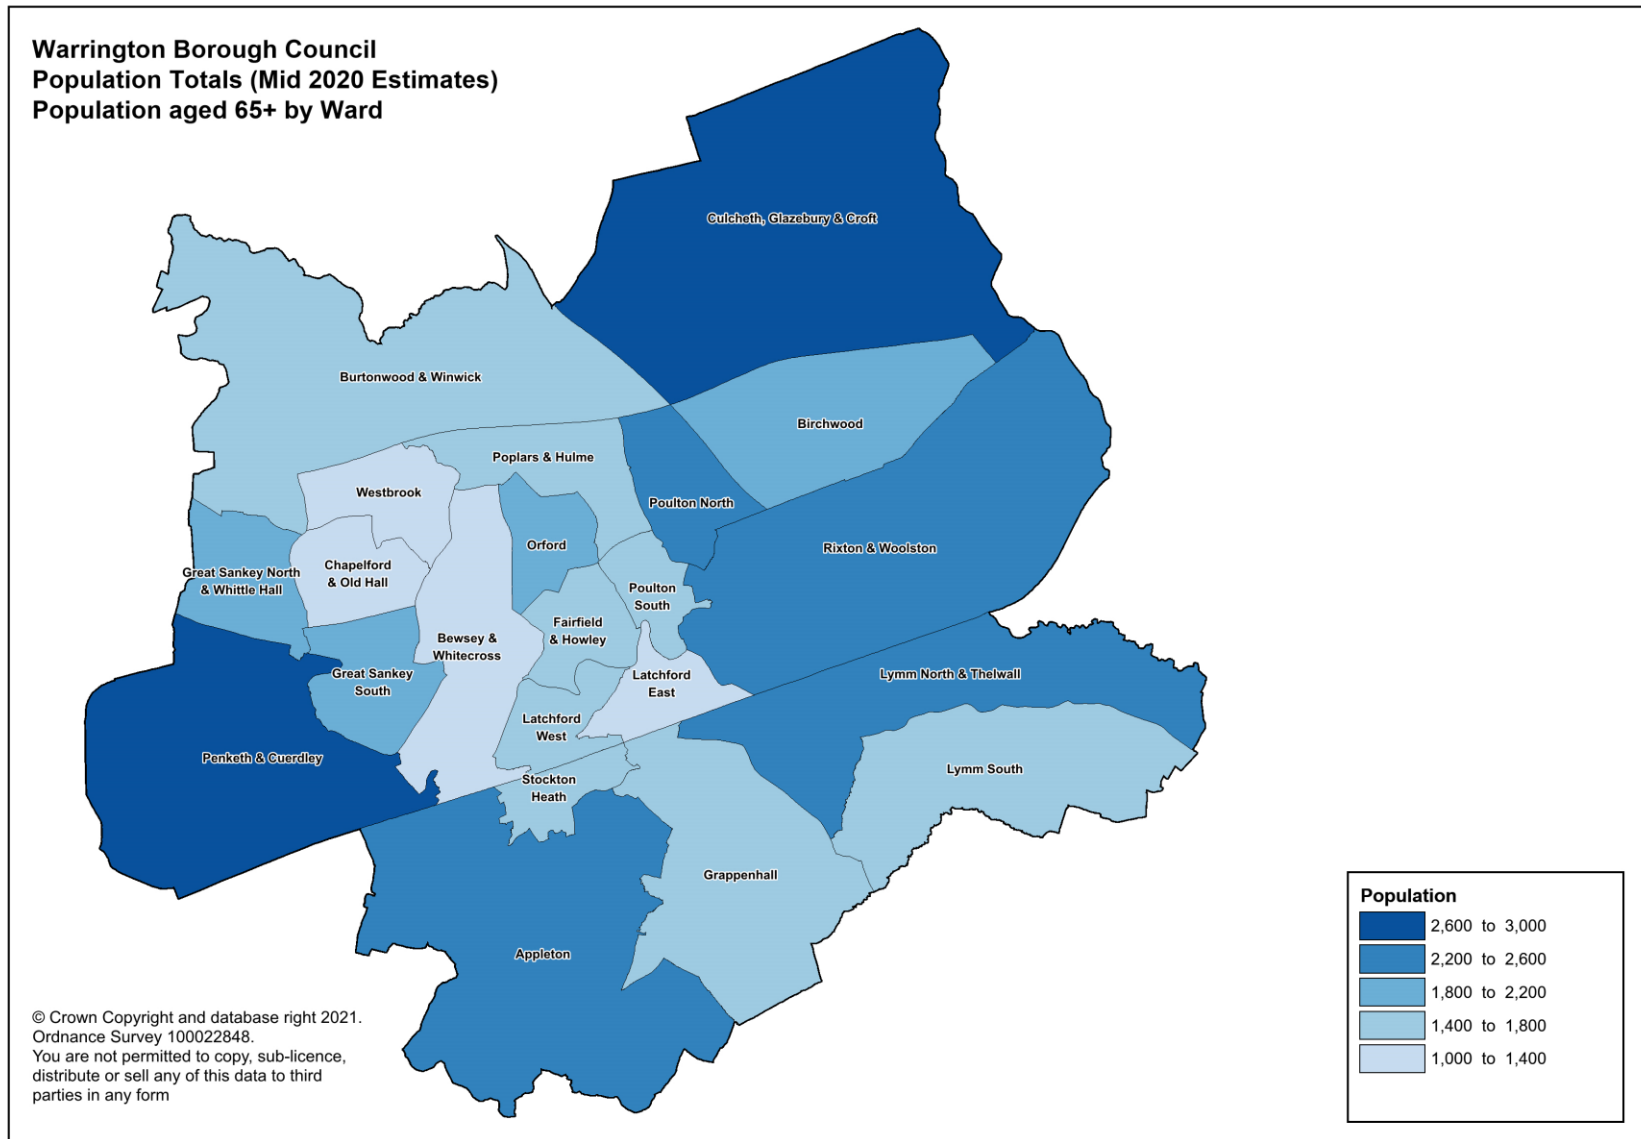 Warrington Borough Council
Population Totals (Mid 2020 Estimates)
Population aged 65+ by Ward
Culcheth, Glazebury & Croft
Burtonwood & Winwick
Birchwood
Poplars & Hulme
Westbrook
Poulton North
Orford
Rixton & Woolston
Chapelford
& Old Hall
Great Sankey North
& Whittle Hall
Poulton
South
Fairfield
& Howley
Bewsey &
Whitecross
Great Sankey
South
Latchford
East
Lymm North & Thelwall
Latchford
West
Penketh & Cuerdley
Lymm South
Stockton
Heath
Grappenhall
Appleton
Population
2,600 to 3,000
2,200 to 2,600
1,800 to 2,200
1,400 to 1,800
1,000 to 1,400
© Crown Copyright and database right 2021.
Ordnance Survey 100022848.
You are not permitted to copy, sub-licence,
distribute or sell any of this data to third
parties in any form